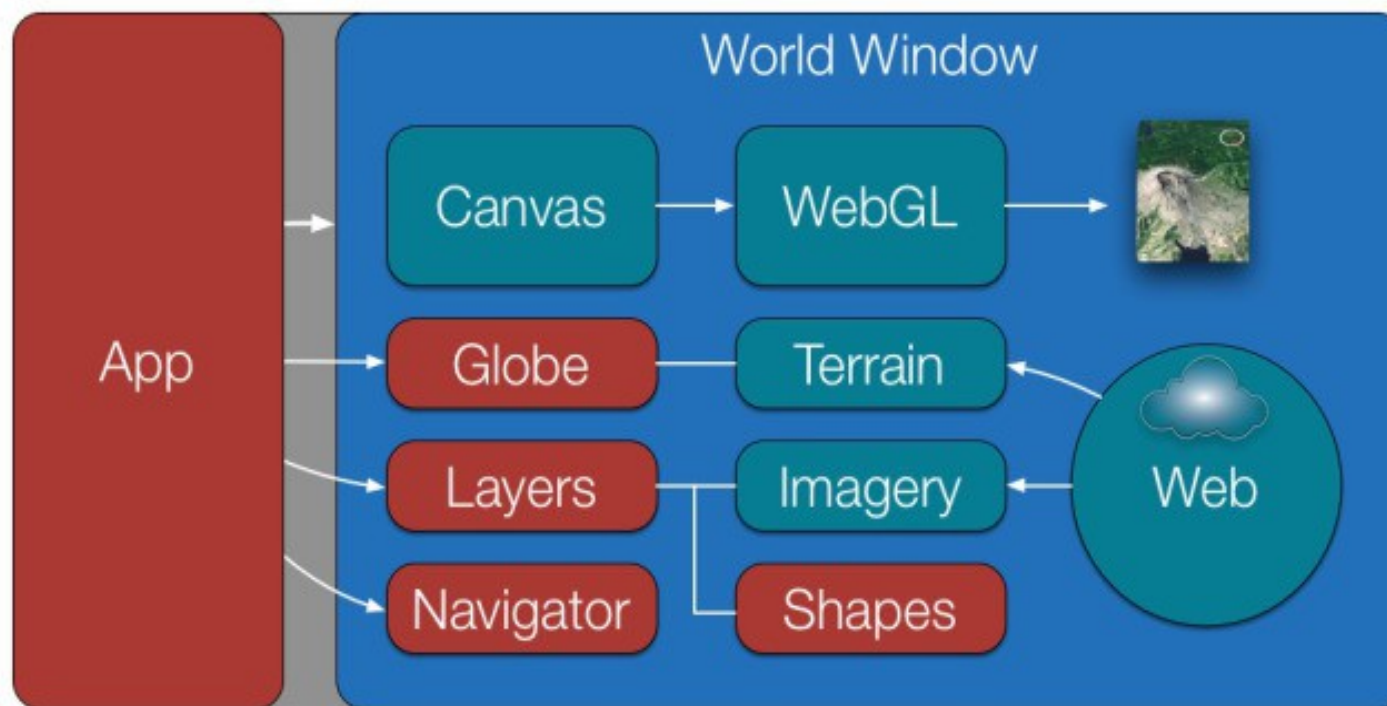 World Window
App
Canvas
WebGL
Globe
Terrain
Layers
Imagery
Web
Navigator
Shapes